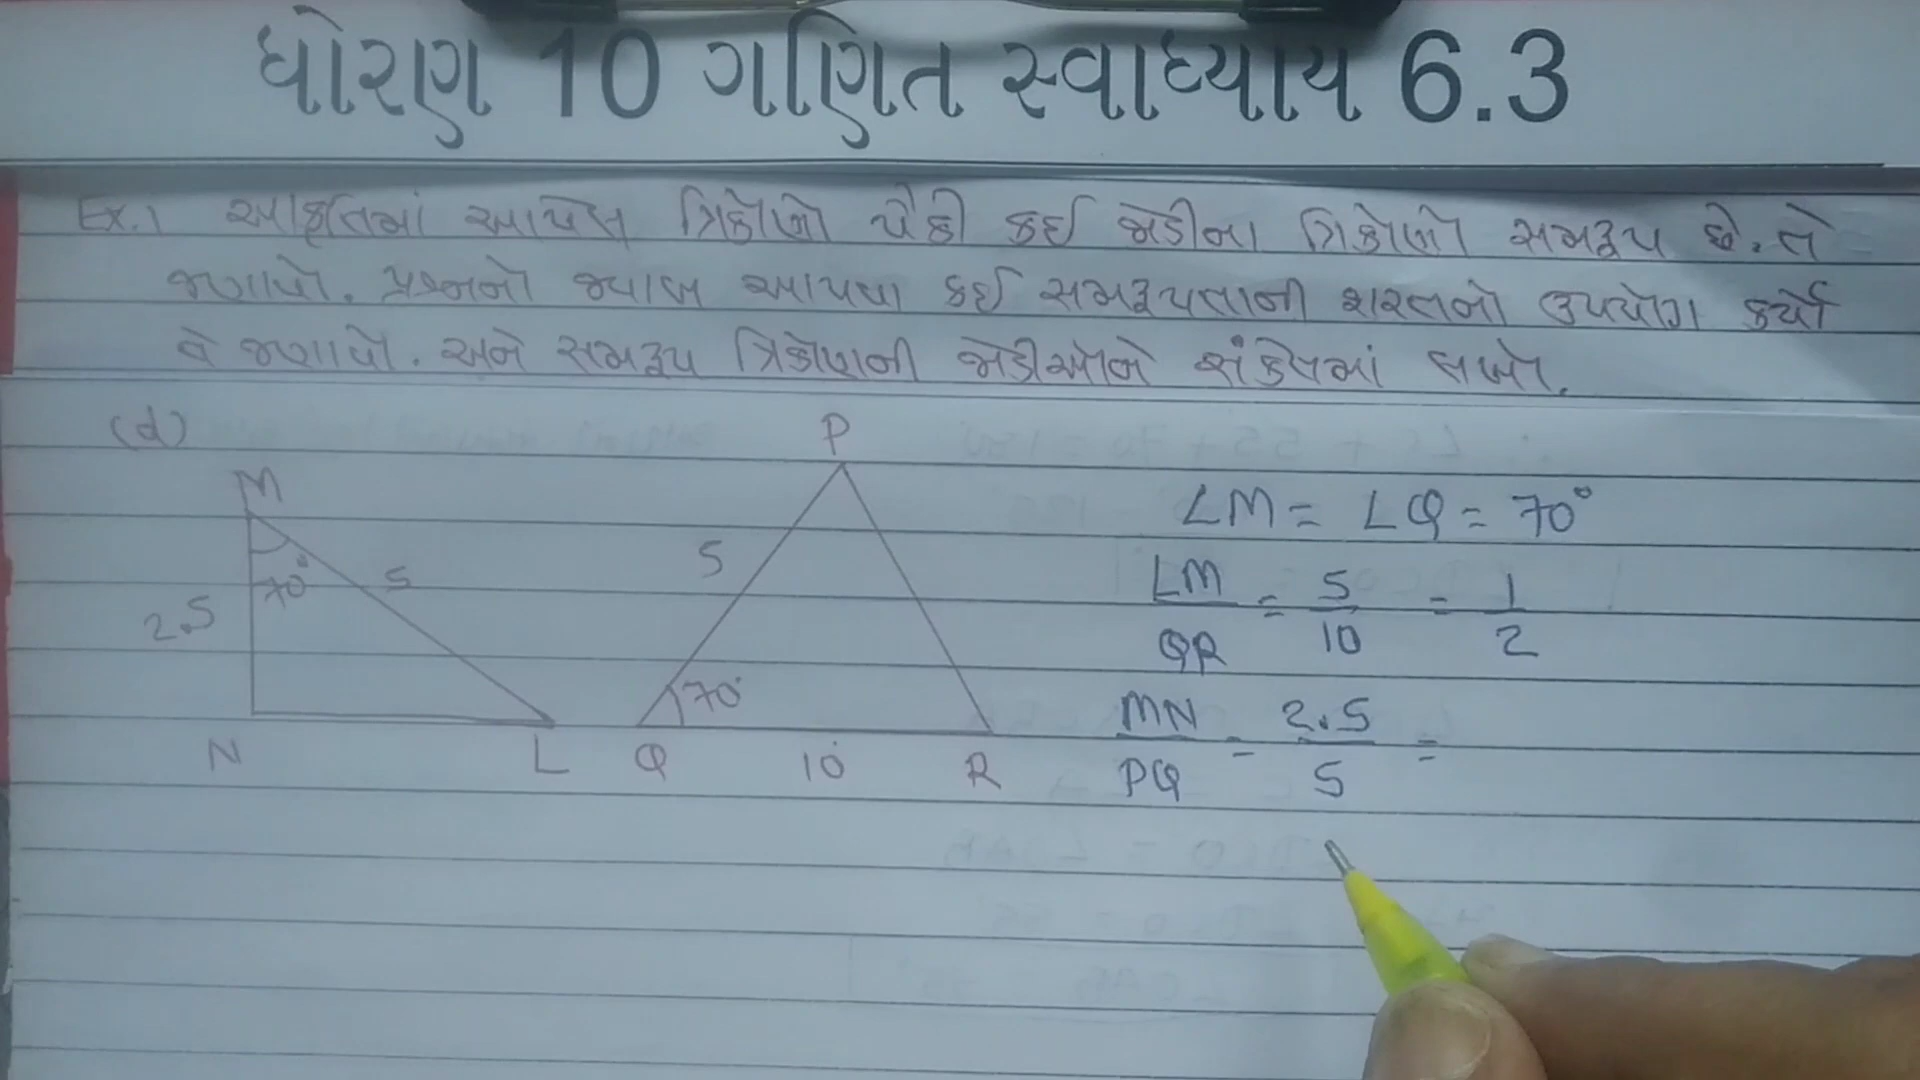 ધોરણ 10 ગણિત સ્વાધ્યાય 6.3
Ex.1 આકૃતિમાં આપેલ ત્રિકોણો પૈકી કઈ જોડીના ત્રિકોણો સમરૂપ છે. તે
જણાવો. પ્રશ્નનો જવાબ આપવા કઈ સમરૂપતાની શરતનો ઉપયોગ કર્યો
તે જણાવો. અને સમરૂપ ત્રિકોણની જોડીઓને સંકેતમાં લખો.
(d)
M
70°
5
2.5
N
L
P
5
70°
Q
10
R
∠M = ∠Q = 70°
LM/QR = 5/10 = 1/2
MN/PQ = 2.5/5 =